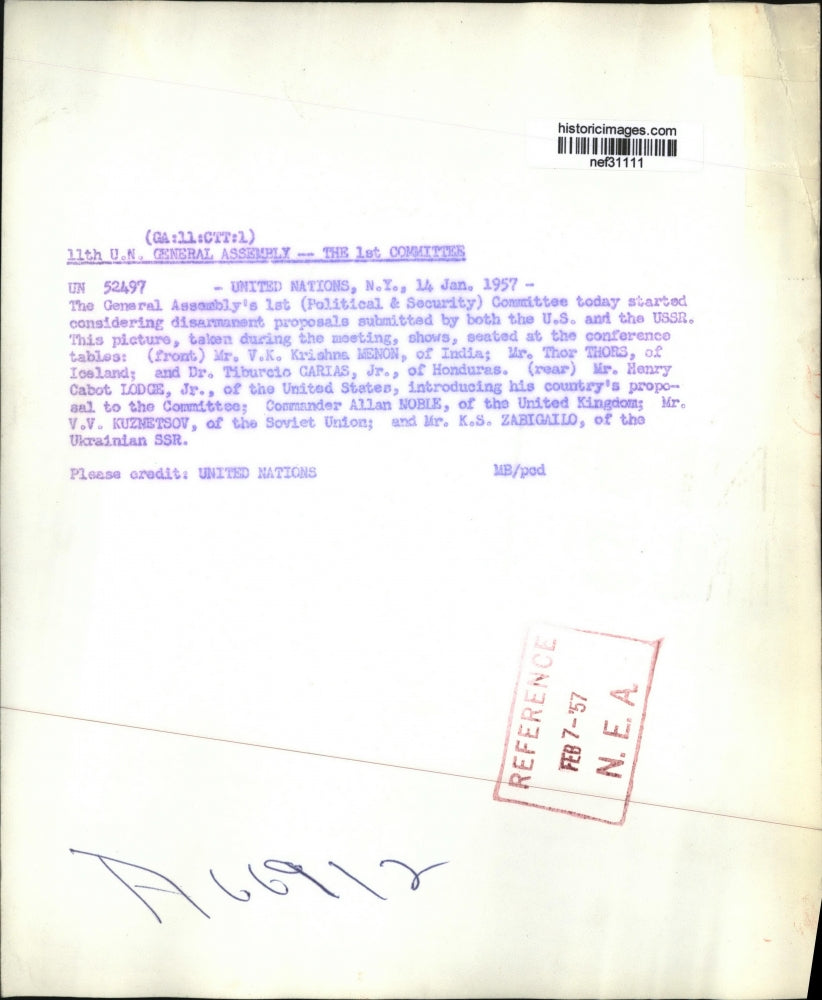 historicimages.com
nef31111
(GA:11:CTT:1)
11th U.N. GENERAL ASSEMBLY -- THE 1st COMMITTEE
UN 52497 - UNITED NATIONS, N.Y., 14 Jan. 1957 -
The General Assembly's 1st (Political & Security) Committee today started
considering disarmament proposals submitted by both the U.S. and the USSR.
This picture, taken during the meeting, shows, seated at the conference
tables: (front) Mr. V.K. Krishna MENON, of India; Mr. Thor THORS, of
Iceland; and Dr. Tiburcio CARIAS, Jr., of Honduras. (rear) Mr. Henry
Cabot LODGE, Jr., of the United States, introducing his country's propo-
sal to the Committee; Commander Allan NOBLE, of the United Kingdom; Mr.
V.V. KUZNETSOV, of the Soviet Union; and Mr. K.S. ZABIGAILO, of the
Ukrainian SSR.
Please credit: UNITED NATIONS MB/pcd
REFERENCE
FEB 7-'57
N.E.A.
A66912